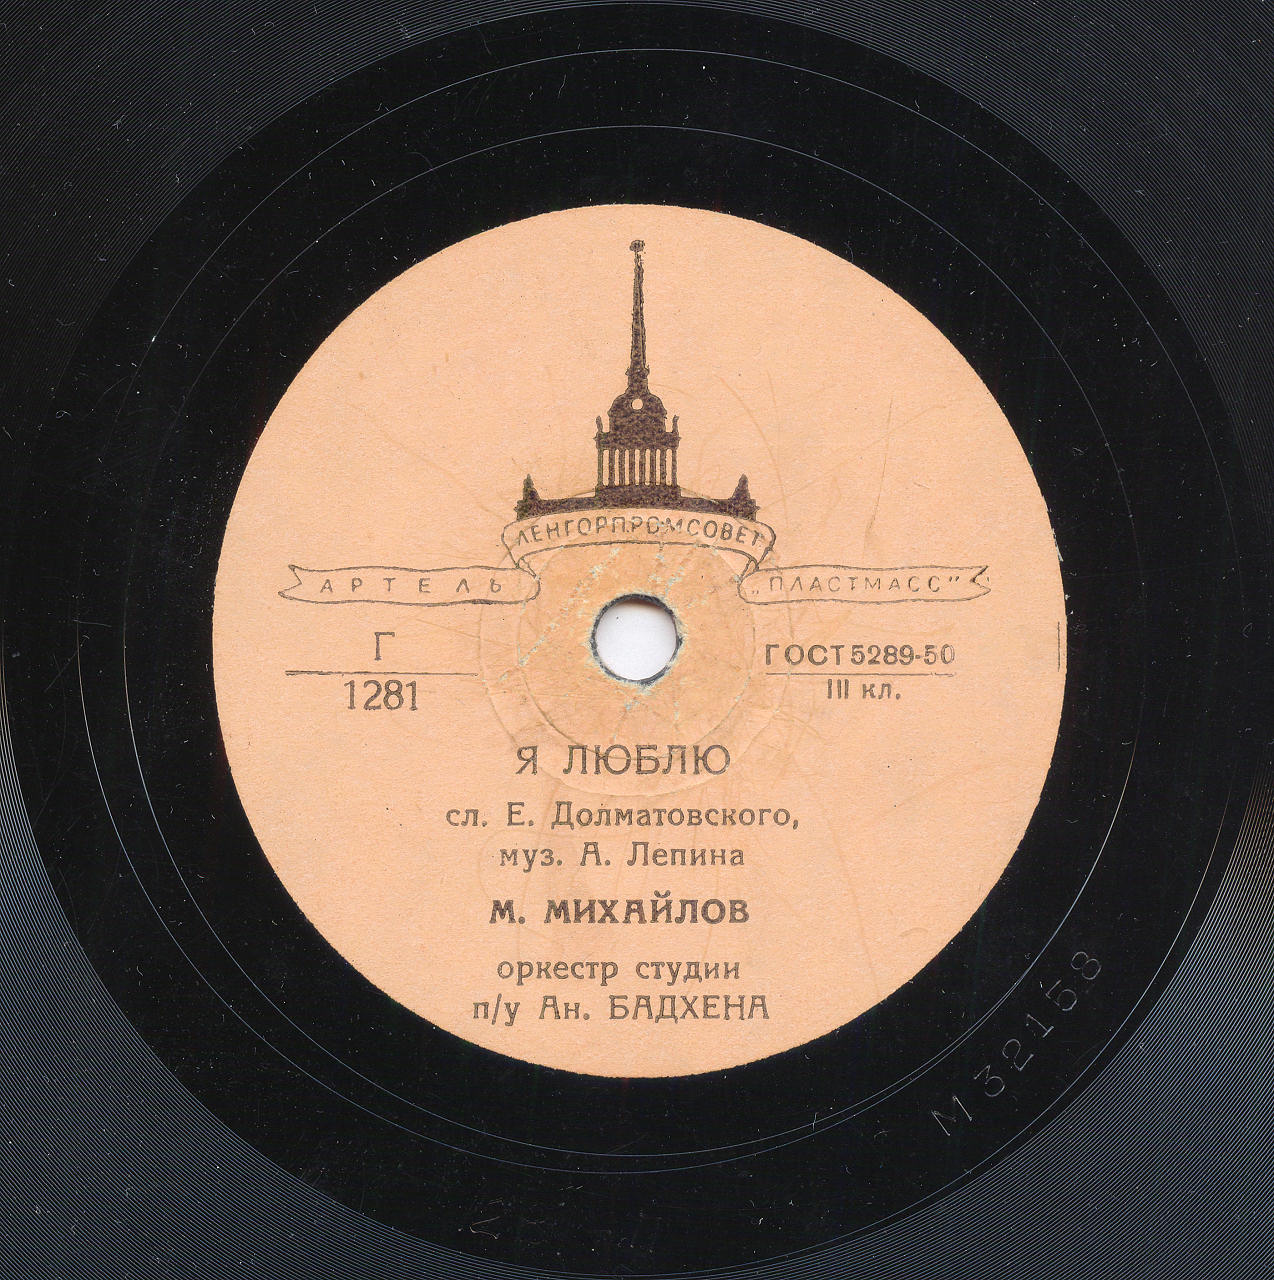 ЛЕНГОРПРОМСОВЕТ
АРТЕЛЬ „ПЛАСТМАСС"
Г
1281
ГОСТ 5289-50
III кл.
Я ЛЮБЛЮ
сл. Е. Долматовского,
муз. А. Лепина
М. МИХАЙЛОВ
оркестр студии
п/у Ан. БАДХЕНА
М 32158